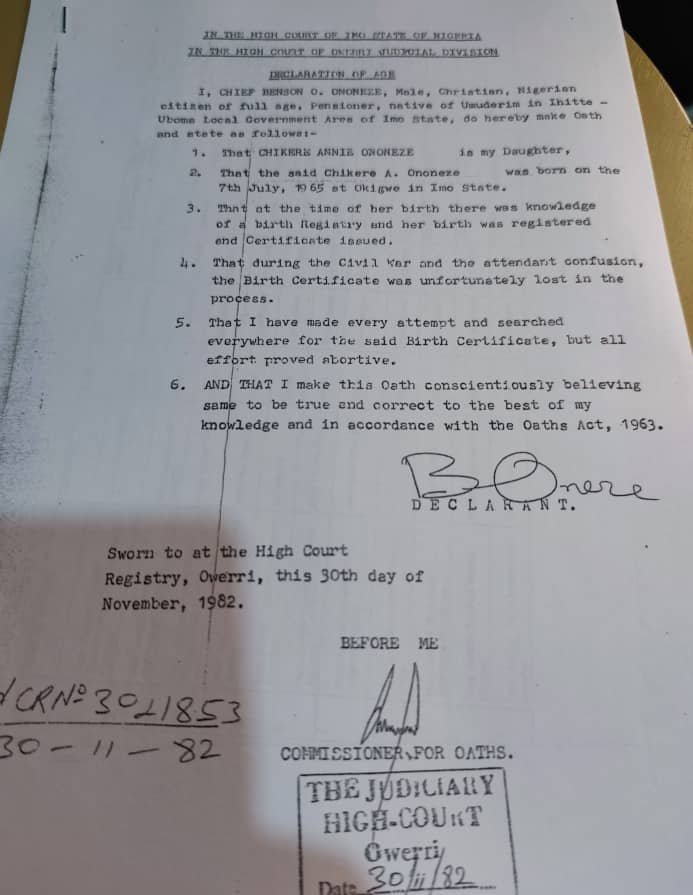 IN THE HIGH COURT OF IMO STATE OF NIGERIA
IN THE HIGH COURT OF OWERRI JUDICIAL DIVISION
DECLARATION OF AGE
I, CHIEF BENSON O. ONONEZE, Male, Christian, Nigerian
citizen of full age, Pensioner, native of Umuderim in Ihitte -
Uboma Local Government Area of Imo State, do hereby make Oath
and state as follows:-
1. That CHIKERE ANNIE ONONEZE is my Daughter,
2. That the said Chikere A. Ononeze was born on the
7th July, 1965 at Okigwe in Imo State.
3. That at the time of her birth there was knowledge
of a birth Registry and her birth was registered
and Certificate issued.
4. That during the Civil War and the attendant confusion,
the Birth Certificate was unfortunately lost in the
process.
5. That I have made every attempt and searched
everywhere for the said Birth Certificate, but all
effort proved abortive.
6. AND THAT I make this Oath conscientiously believing
same to be true and correct to the best of my
knowledge and in accordance with the Oaths Act, 1963.
DECLARANT.
Sworn to at the High Court
Registry, Owerri, this 30th day of
November, 1982.
BEFORE ME
CR No 3021853
30-11-82
COMMISSIONER FOR OATHS.
THE JUDICIARY
HIGH-COURT
Owerri
Date 30/11/82